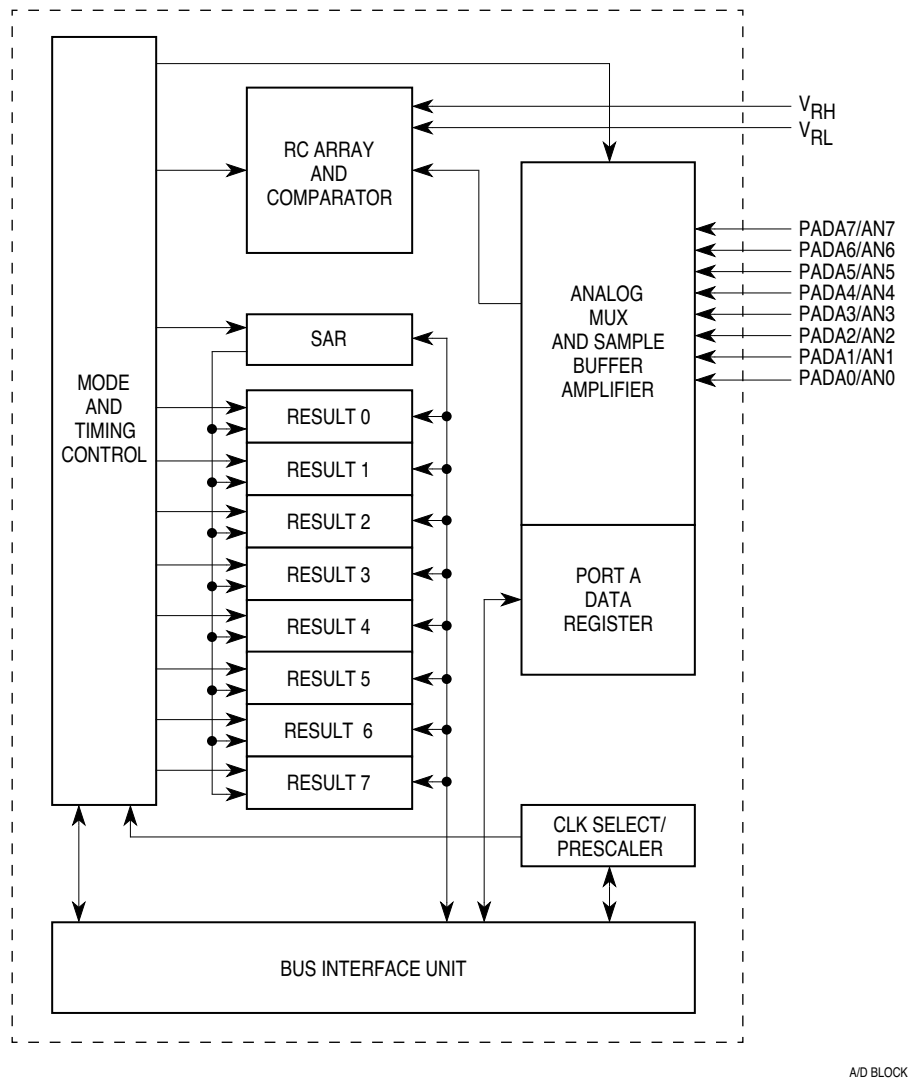 MODE
AND
TIMING
CONTROL
RC ARRAY
AND
COMPARATOR
VRH
VRL
PADA7/AN7
PADA6/AN6
PADA5/AN5
PADA4/AN4
PADA3/AN3
PADA2/AN2
PADA1/AN1
PADA0/AN0
ANALOG
MUX
AND SAMPLE
BUFFER
AMPLIFIER
SAR
RESULT 0
RESULT 1
RESULT 2
RESULT 3
RESULT 4
RESULT 5
RESULT 6
RESULT 7
PORT A
DATA
REGISTER
CLK SELECT/
PRESCALER
BUS INTERFACE UNIT
A/D BLOCK